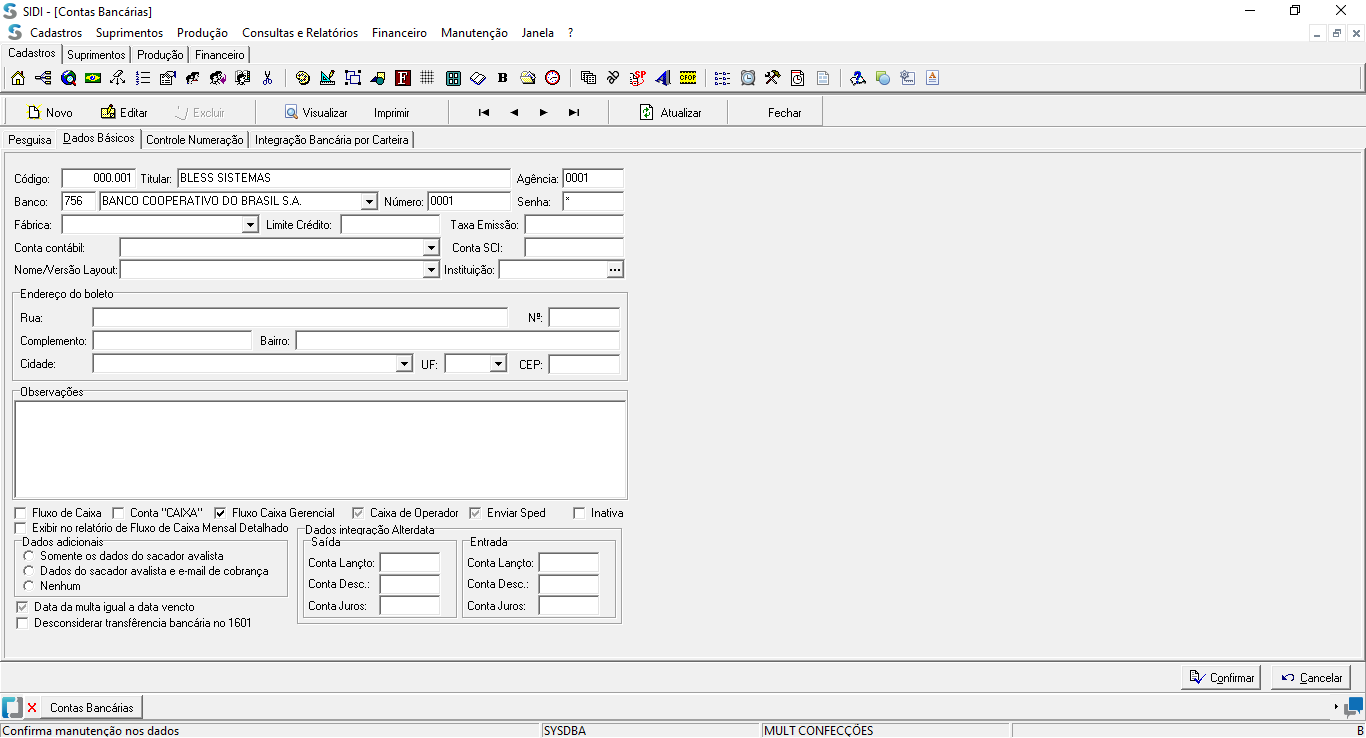 SIDI - [Contas Bancárias]
Cadastros Suprimentos Produção Consultas e Relatórios Financeiro Manutenção Janela ?
Cadastros Suprimentos Produção Financeiro
F B SP CFOP A
Novo Editar Excluir Visualizar Imprimir Atualizar Fechar
Pesquisa Dados Básicos Controle Numeração Integração Bancária por Carteira
Código: 000.001 Titular: BLESS SISTEMAS Agência: 0001
Banco: 756 BANCO COOPERATIVO DO BRASIL S.A. Número: 0001 Senha: *
Fábrica: Limite Crédito: Taxa Emissão:
Conta contábil: Conta SCI:
Nome/Versão Layout: Instituição: ...
Endereço do boleto
Rua: Nº:
Complemento: Bairro:
Cidade: UF: CEP:
Observações
Fluxo de Caixa Conta "CAIXA" Fluxo Caixa Gerencial Caixa de Operador Enviar Sped Inativa
Exibir no relatório de Fluxo de Caixa Mensal Detalhado
Dados adicionais
Somente os dados do sacador avalista
Dados do sacador avalista e e-mail de cobrança
Nenhum
Data da multa igual a data vencto
Desconsiderar transfêrencia bancária no 1601
Dados integração Alterdata
Saída Entrada
Conta Lançto: Conta Lançto:
Conta Desc.: Conta Desc.:
Conta Juros: Conta Juros:
Confirmar Cancelar
Contas Bancárias
Confirma manutenção nos dados SYSDBA MULT CONFECÇÕES B